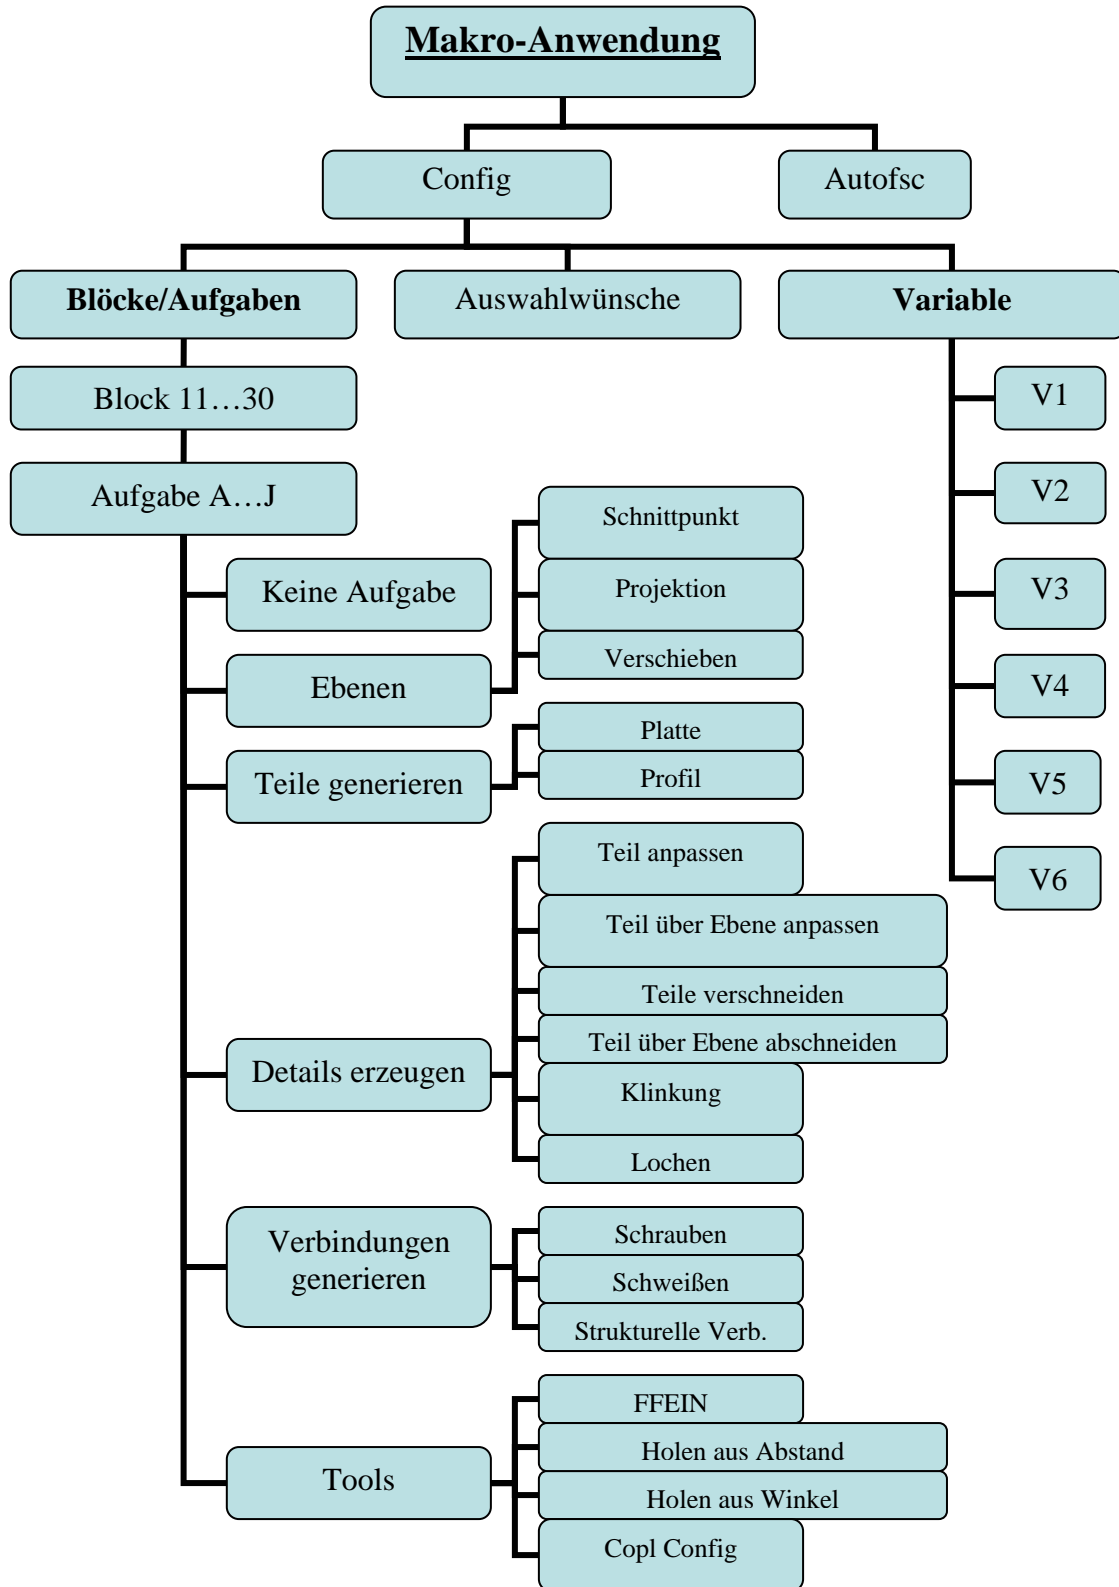 Makro-Anwendung
Config
Autofsc
Blöcke/Aufgaben
Auswahlwünsche
Variable
Block 11…30
Aufgabe A…J
Keine Aufgabe
Ebenen
Schnittpunkt
Projektion
Verschieben
Teile generieren
Platte
Profil
Details erzeugen
Teil anpassen
Teil über Ebene anpassen
Teile verschneiden
Teil über Ebene abschneiden
Klinkung
Lochen
Verbindungen
generieren
Schrauben
Schweißen
Strukturelle Verb.
Tools
FFEIN
Holen aus Abstand
Holen aus Winkel
Copl Config
V1
V2
V3
V4
V5
V6